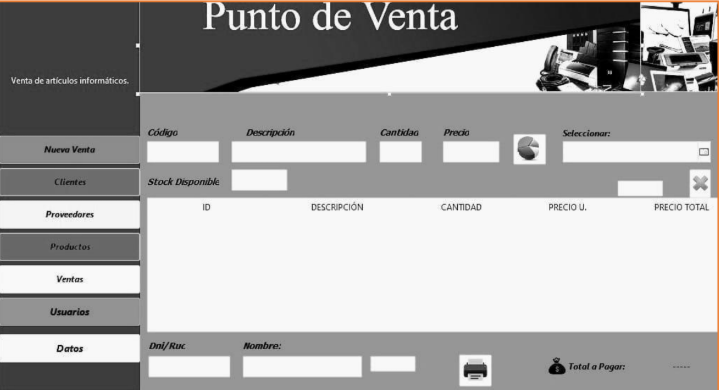 Punto de Venta
Venta de artículos informáticos.
Nueva Venta
Clientes
Proveedores
Productos
Ventas
Usuarios
Datos
Código Descripción Cantidad Precio Seleccionar:
Stock Disponible
ID DESCRIPCIÓN CANTIDAD PRECIO U. PRECIO TOTAL
Dni/Ruc Nombre:
Total a Pagar: -----